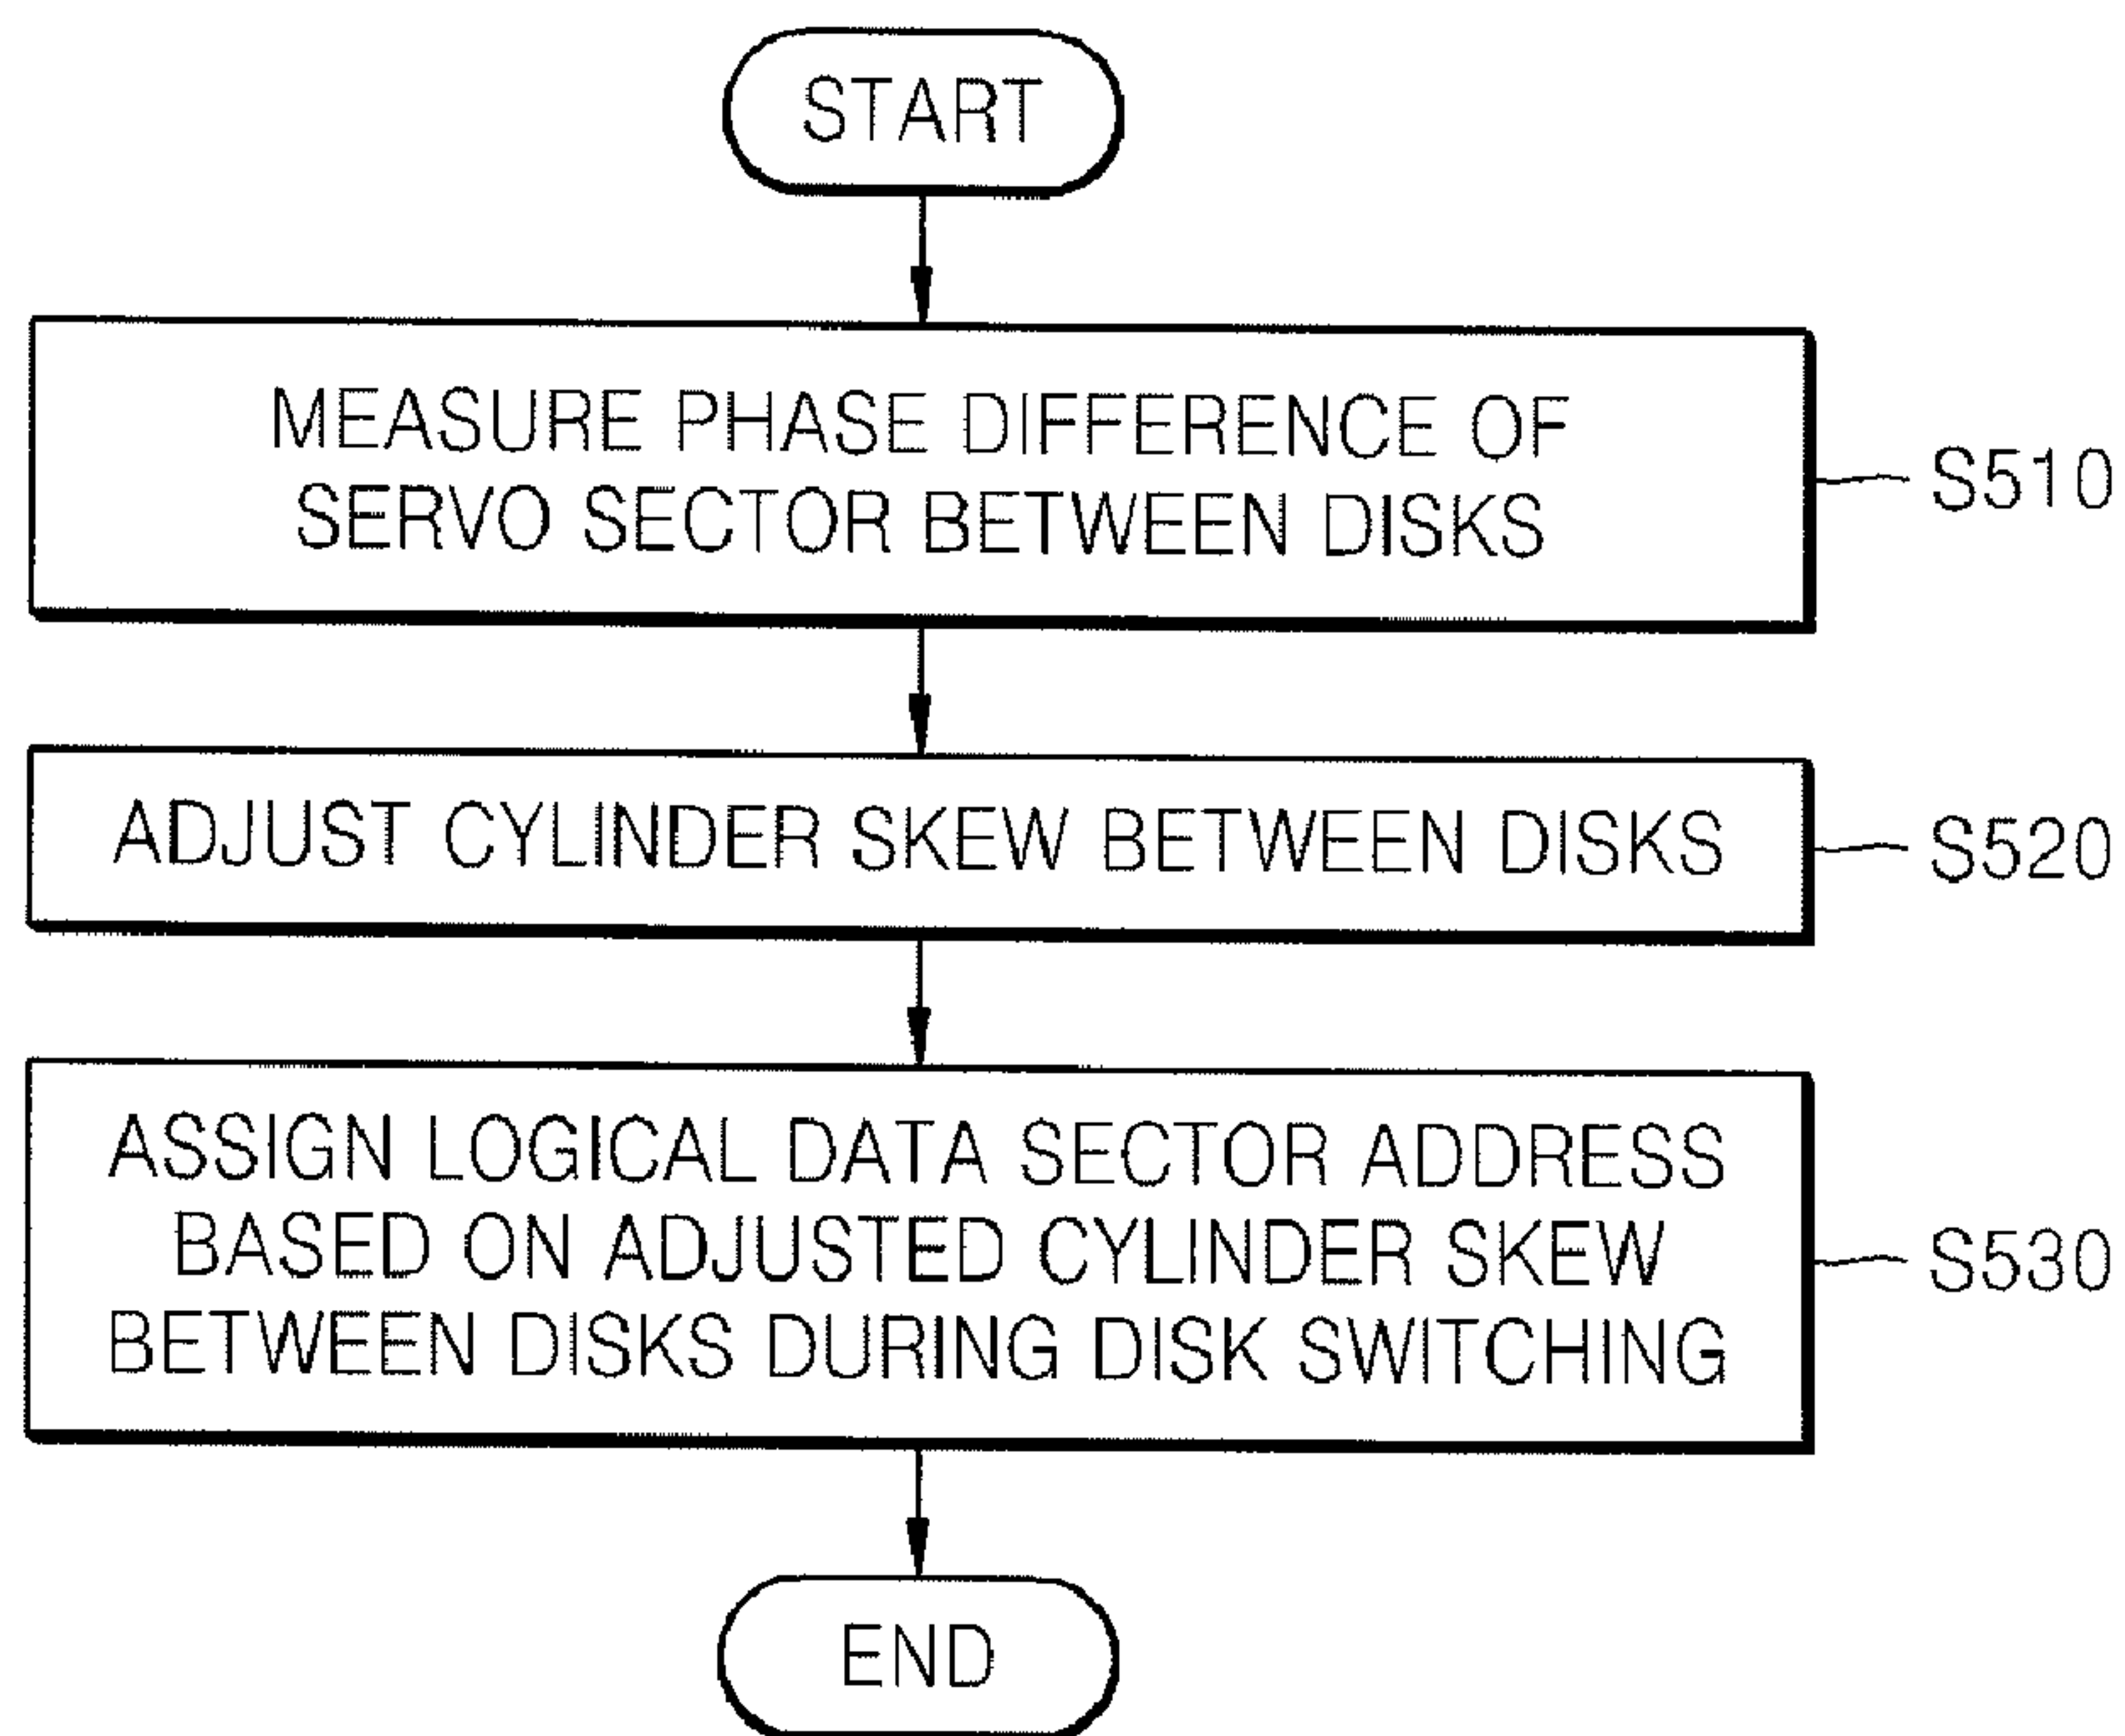 START
MEASURE PHASE DIFFERENCE OF
SERVO SECTOR BETWEEN DISKS
S510
ADJUST CYLINDER SKEW BETWEEN DISKS
S520
ASSIGN LOGICAL DATA SECTOR ADDRESS
BASED ON ADJUSTED CYLINDER SKEW
BETWEEN DISKS DURING DISK SWITCHING
S530
END